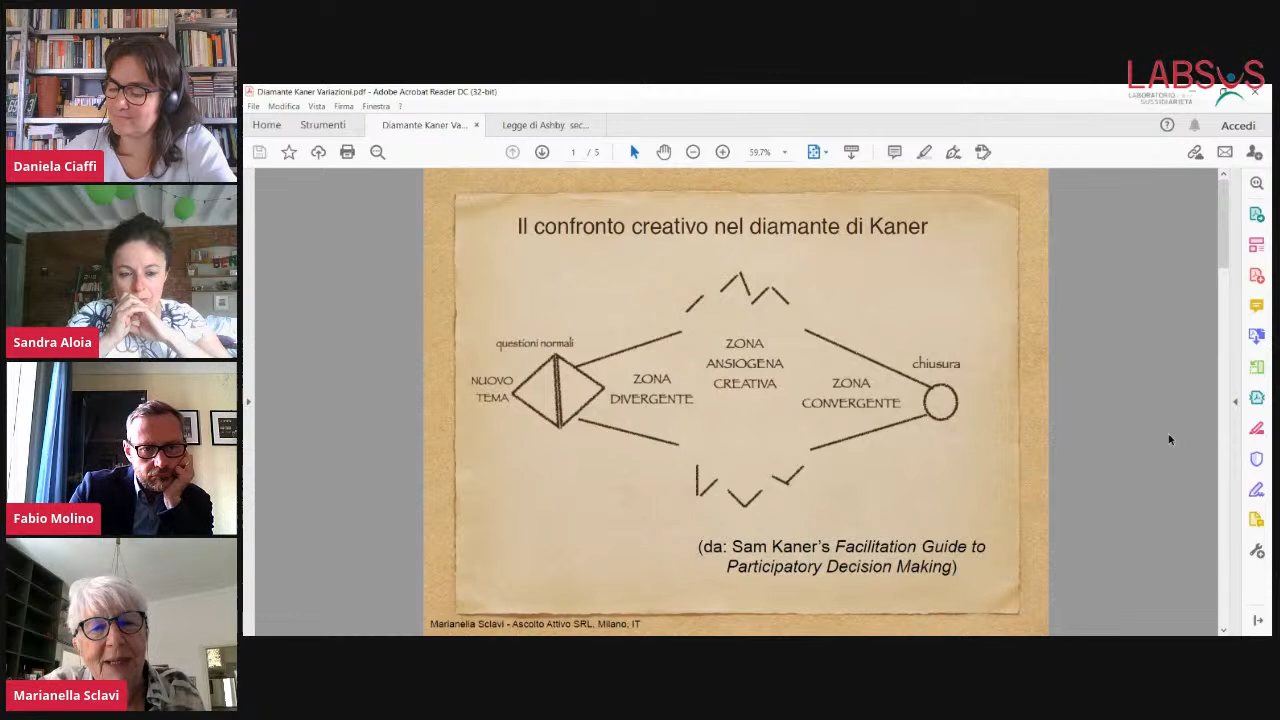 Daniela Ciaffi
Sandra Aloia
Fabio Molino
Marianella Sclavi
LABSUS
LABORATORIO
SUSSIDIARIETÀ
Diamante Kaner Variazioni.pdf - Adobe Acrobat Reader DC (32-bit)
File Modifica Vista Firma Finestra ?
Home Strumenti Diamante Kaner Va... × Legge di Ashby sec...
Accedi
1 / 5 59,7%
Il confronto creativo nel diamante di Kaner
questioni normali
NUOVO
TEMA
ZONA
DIVERGENTE
ZONA
ANSIOGENA
CREATIVA
ZONA
CONVERGENTE
chiusura
(da: Sam Kaner's Facilitation Guide to
Participatory Decision Making)
Marianella Sclavi - Ascolto Attivo SRL, Milano, IT